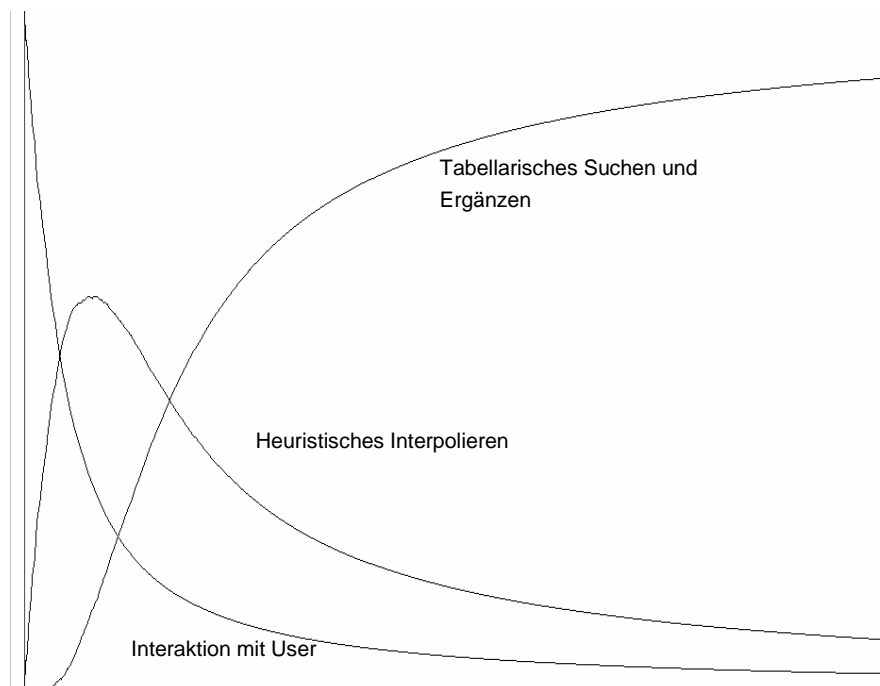 Tabellarisches Suchen und
Ergänzen
Heuristisches Interpolieren
Interaktion mit User